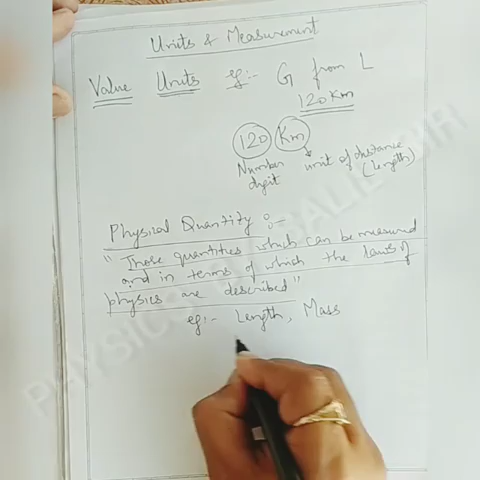 Units & Measurement
Value Units eg:- G from L
120 Km
120 Km
Number digit
unit of distance (Length)
Physical Quantity :-
" Those quantities which can be measured
and in terms of which the laws of
physics are described "
eg:- Length, Mass